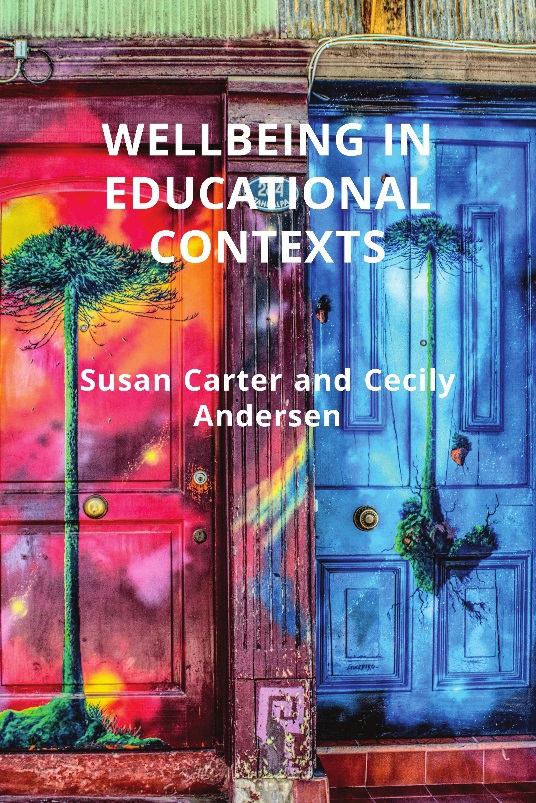 WELLBEING IN
EDUCATIONAL
CONTEXTS
Susan Carter and Cecily
Andersen